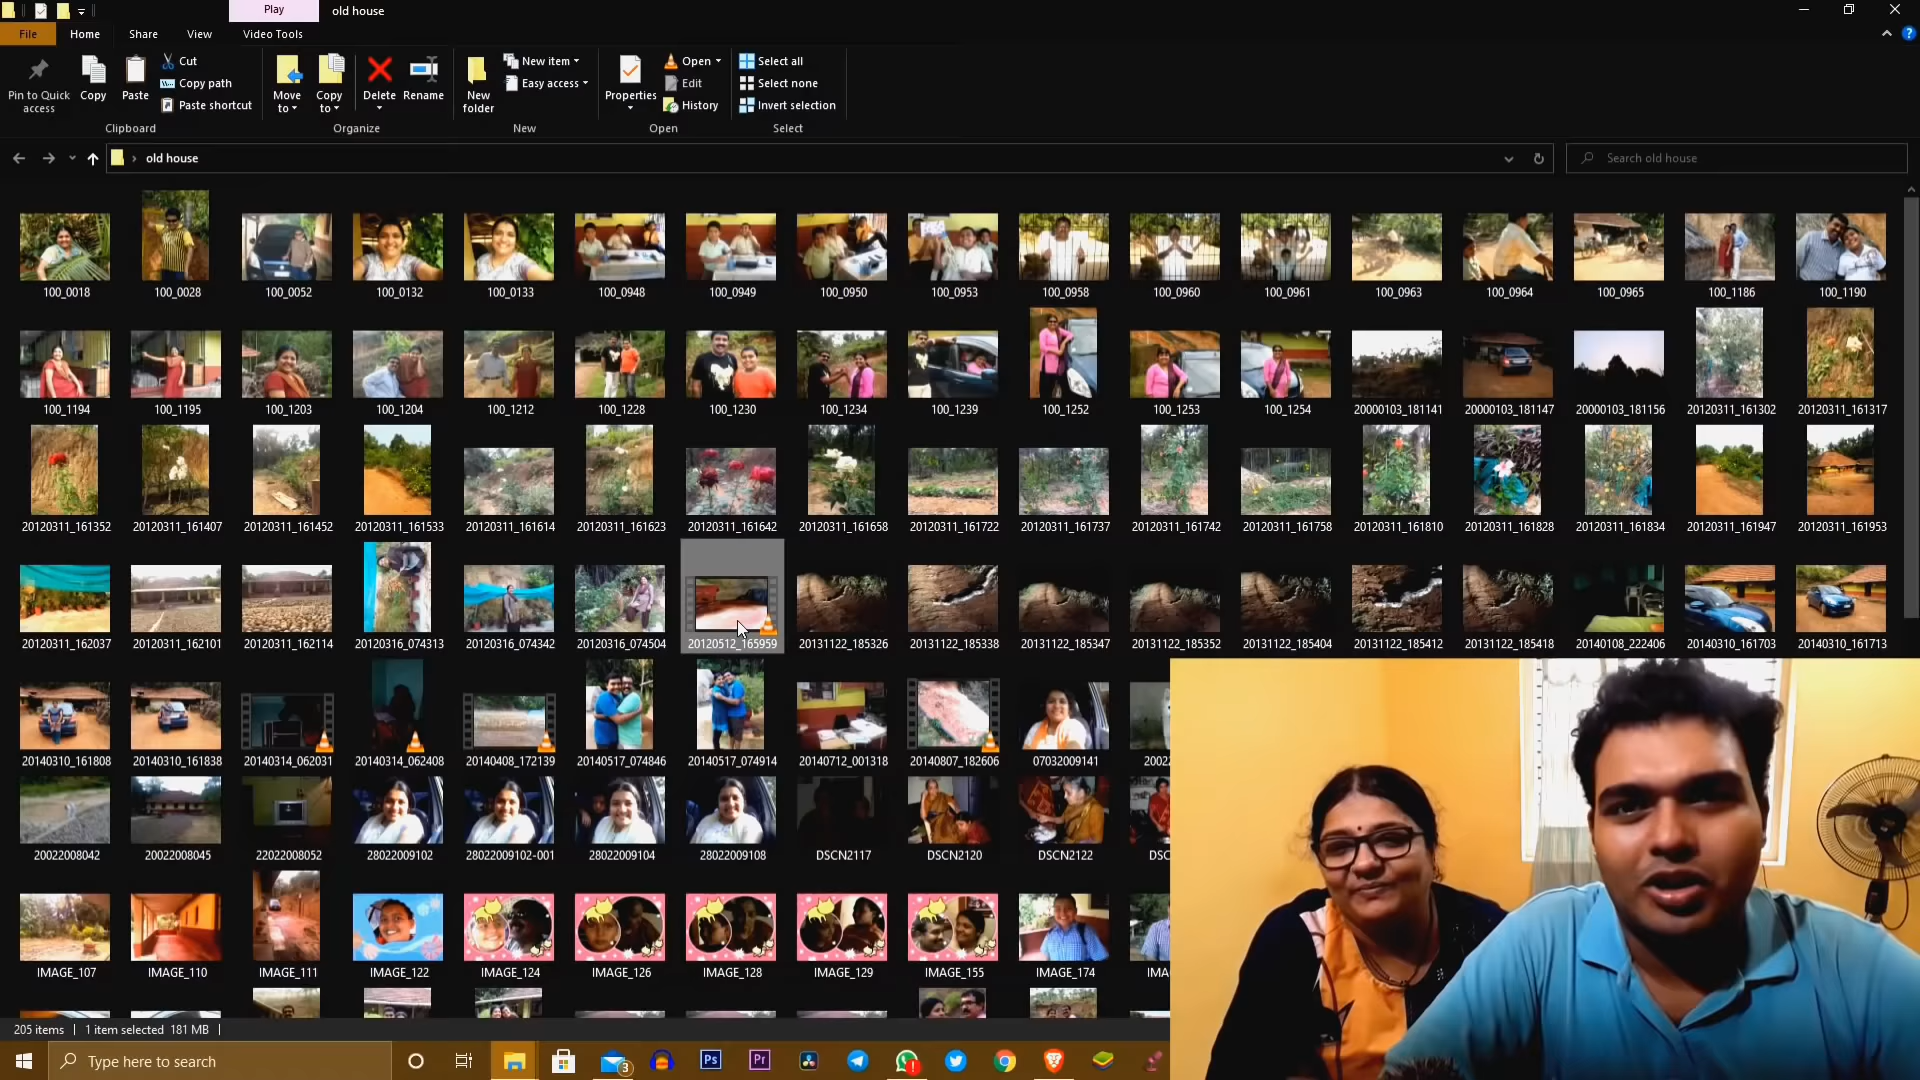 Play
old house
File
Home
Share
View
Video Tools
Pin to Quick access
Copy
Paste
Cut
Copy path
Paste shortcut
Clipboard
Move to
Copy to
Delete
Rename
Organize
New folder
New item
Easy access
New
Properties
Open
Edit
History
Open
Select all
Select none
Invert selection
Select
old house
Search old house
100_0018 100_0028 100_0052 100_0132 100_0133 100_0948 100_0949 100_0950 100_0953 100_0958 100_0960 100_0961 100_0963 100_0964 100_0965 100_1186 100_1190
100_1194 100_1195 100_1203 100_1204 100_1212 100_1228 100_1230 100_1234 100_1239 100_1252 100_1253 100_1254 20000103_181141 20000103_181147 20000103_181156 20120311_161302 20120311_161317
20120311_161352 20120311_161407 20120311_161452 20120311_161533 20120311_161614 20120311_161623 20120311_161642 20120311_161658 20120311_161722 20120311_161737 20120311_161742 20120311_161758 20120311_161810 20120311_161828 20120311_161834 20120311_161947 20120311_161953
20120311_162037 20120311_162101 20120311_162114 20120316_074313 20120316_074342 20120316_074504 20120512_165959 20131122_185326 20131122_185338 20131122_185347 20131122_185352 20131122_185404 20131122_185412 20131122_185418 20140108_222406 20140310_161703 20140310_161713
20140310_161808 20140310_161838 20140314_062031 20140314_062408 20140408_172139 20140517_074846 20140517_074914 20140712_001318 20140807_182606 07032009141 20022
20022008042 20022008045 22022008052 28022009102 28022009102-001 28022009104 28022009108 DSCN2117 DSCN2120 DSCN2122 DSC
IMAGE_107 IMAGE_110 IMAGE_111 IMAGE_122 IMAGE_124 IMAGE_126 IMAGE_128 IMAGE_129 IMAGE_155 IMAGE_174 IMA
205 items 1 item selected 181 MB
Type here to search
3
Ps
Pr